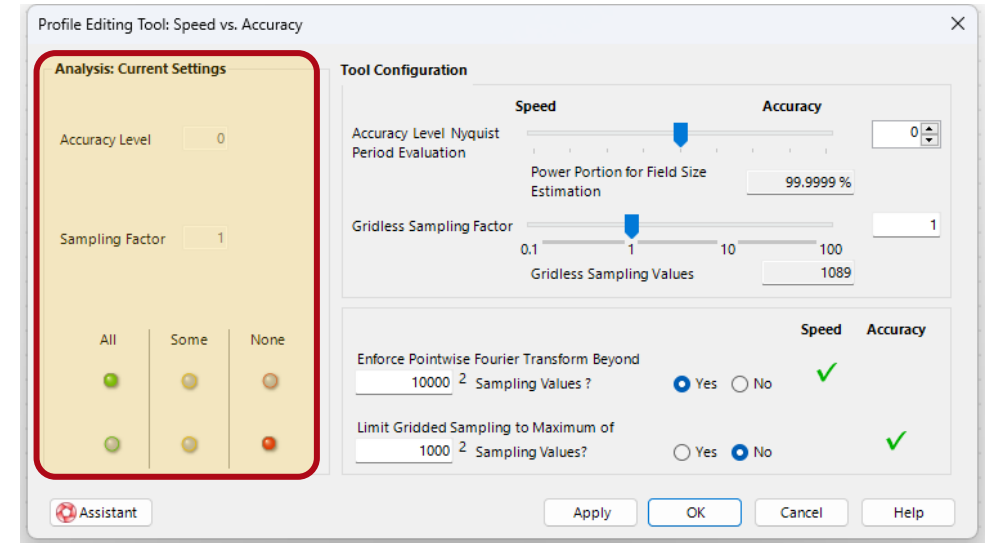 Profile Editing Tool: Speed vs. Accuracy
Analysis: Current Settings
Accuracy Level 0
Sampling Factor 1
All Some None
Tool Configuration
Speed Accuracy
Accuracy Level Nyquist
Period Evaluation
0
Power Portion for Field Size
Estimation
99.9999 %
Gridless Sampling Factor
1
0.1 1 10 100
Gridless Sampling Values 1089
Speed Accuracy
Enforce Pointwise Fourier Transform Beyond
10000 2 Sampling Values ? Yes No
Limit Gridded Sampling to Maximum of
1000 2 Sampling Values? Yes No
Assistant Apply OK Cancel Help